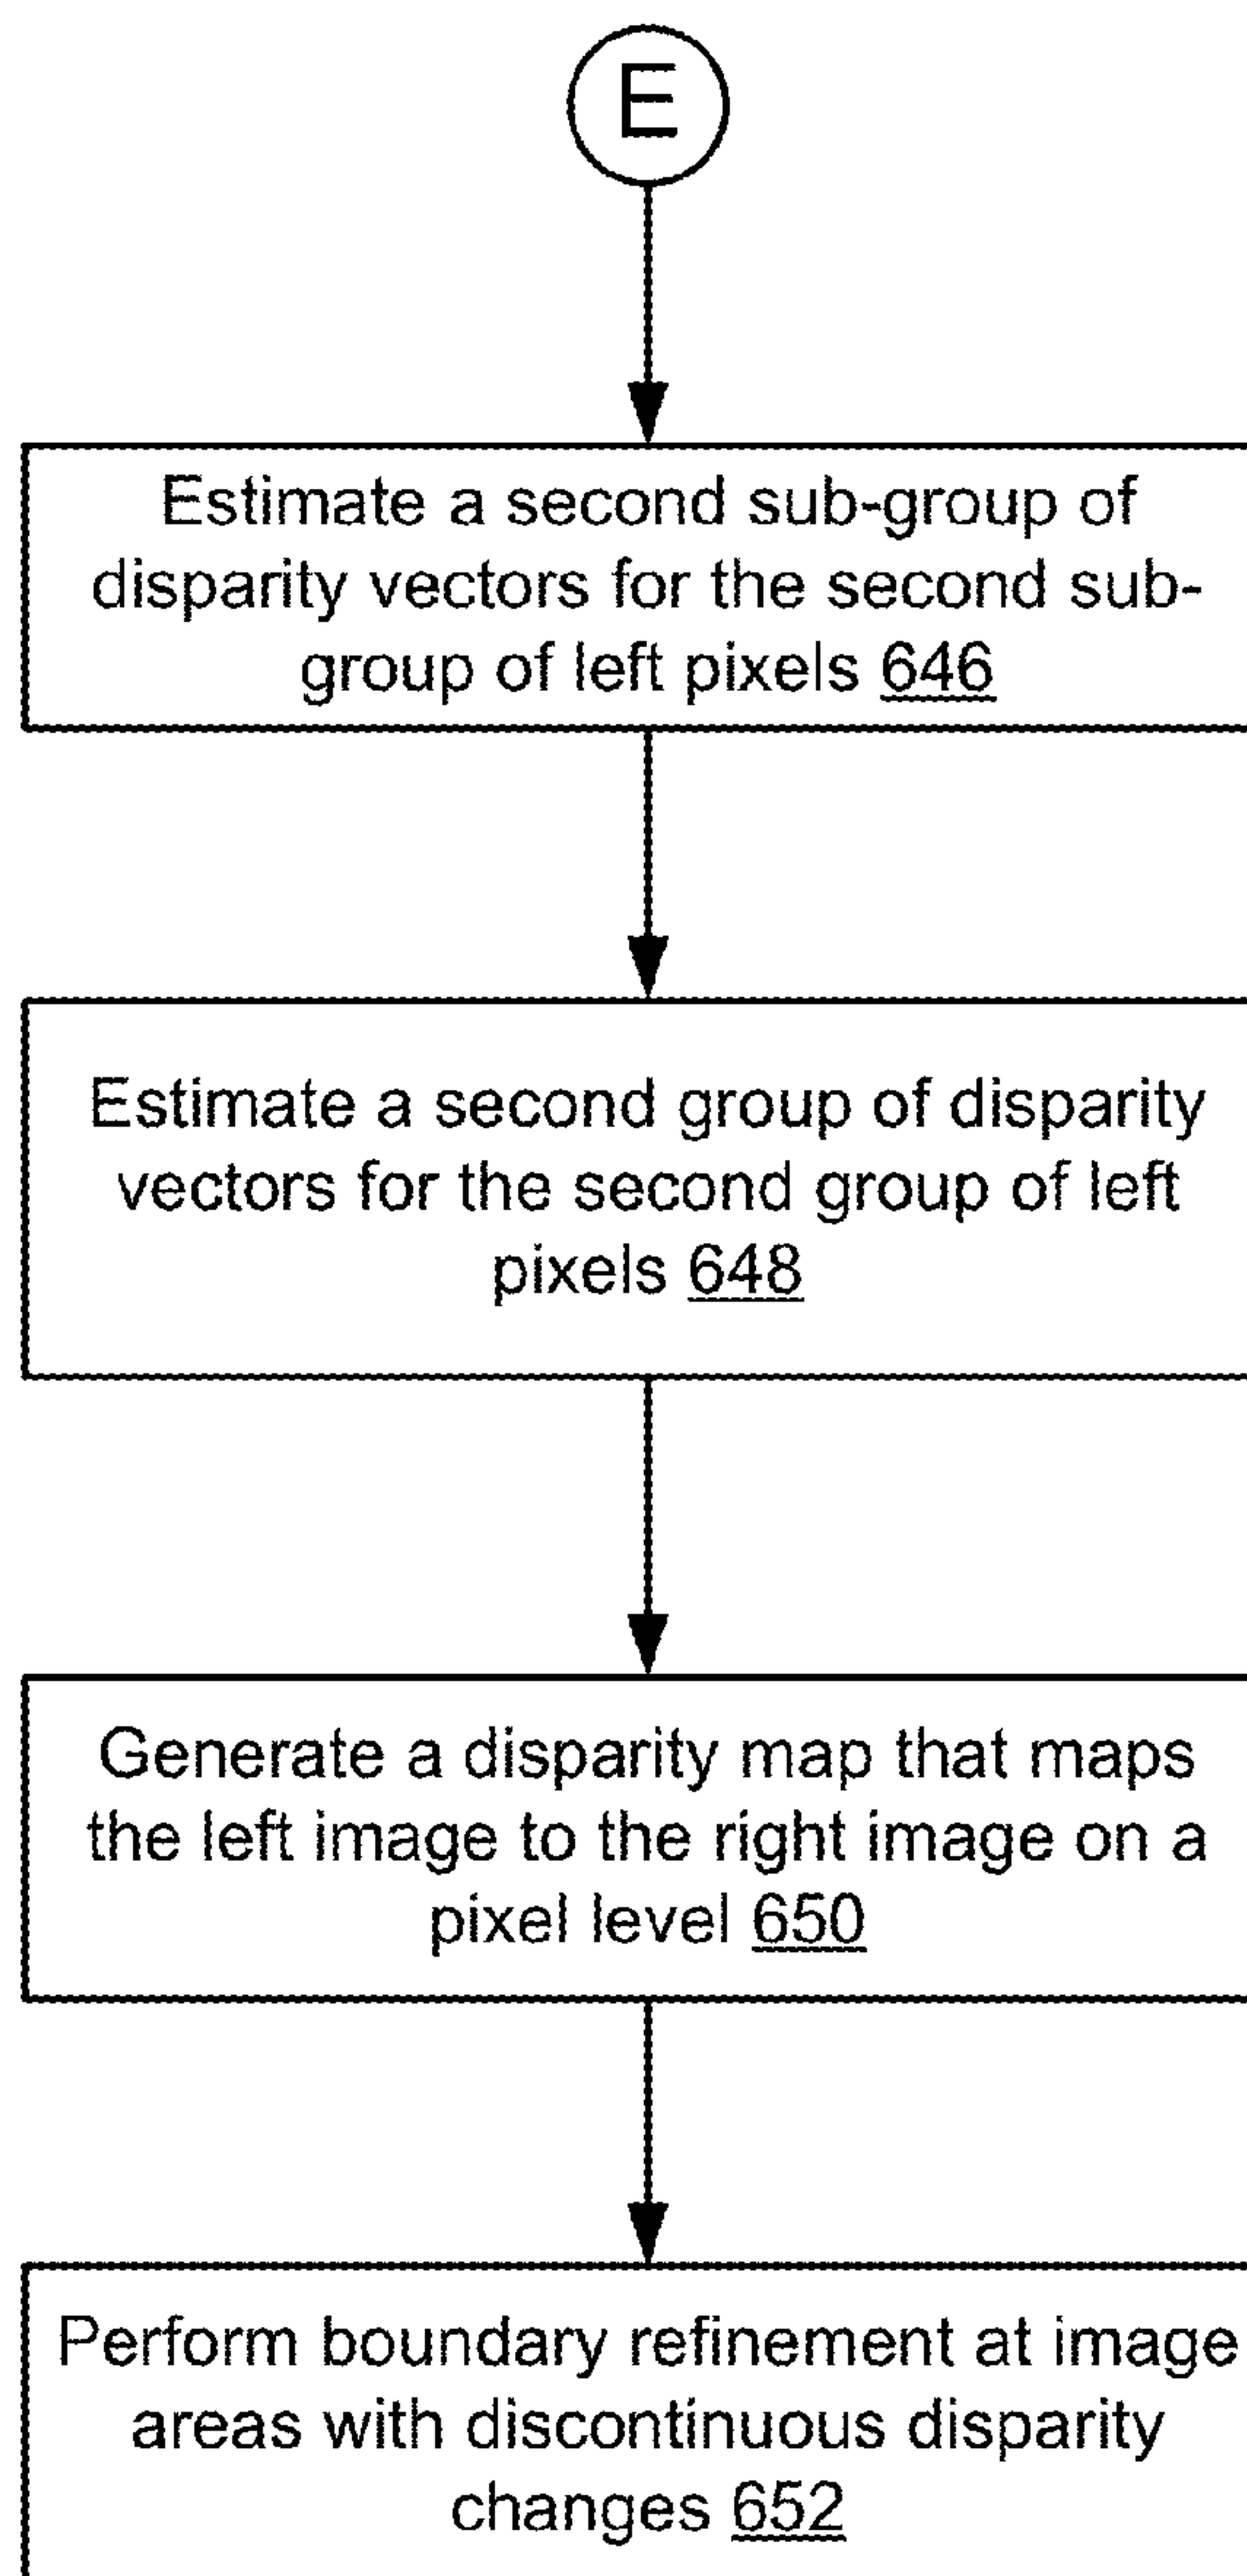 E
Estimate a second sub-group of
disparity vectors for the second sub-
group of left pixels 646
Estimate a second group of disparity
vectors for the second group of left
pixels 648
Generate a disparity map that maps
the left image to the right image on a
pixel level 650
Perform boundary refinement at image
areas with discontinuous disparity
changes 652